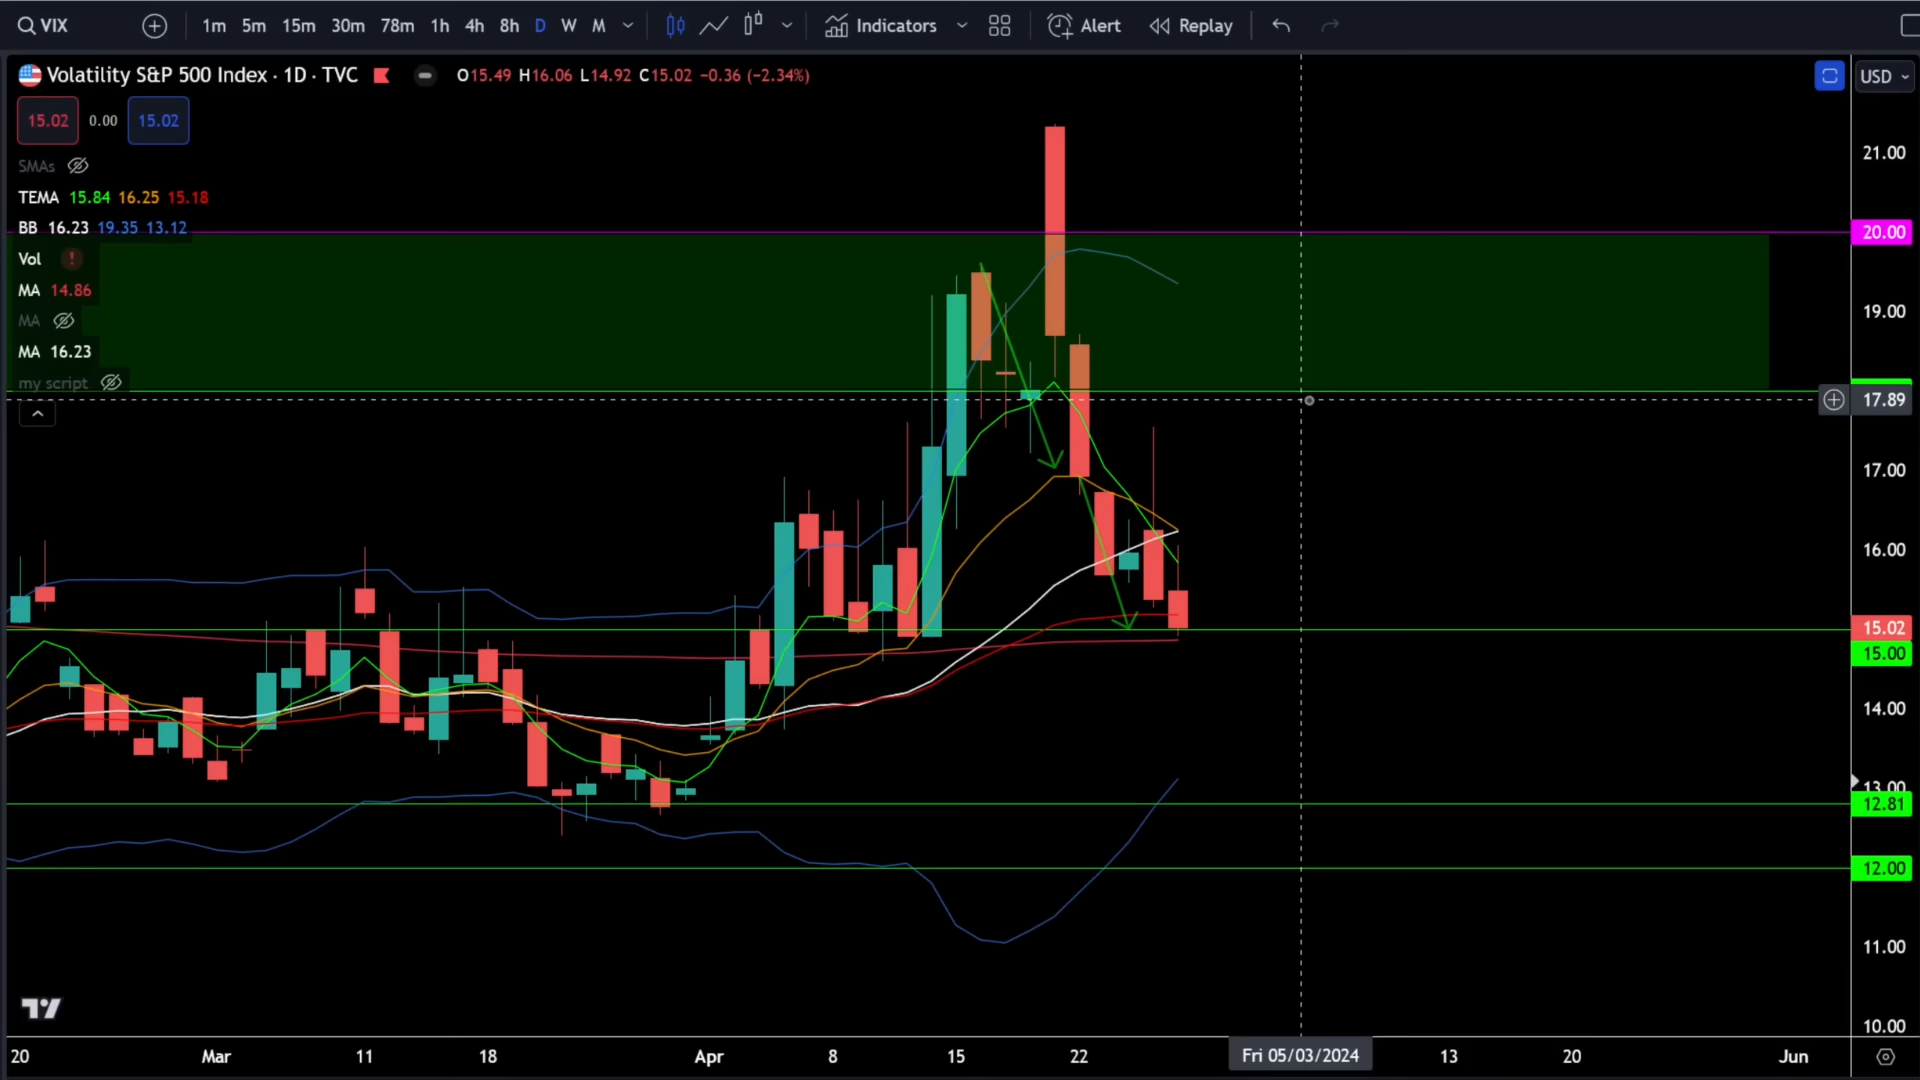 VIX 1m 5m 15m 30m 78m 1h 4h 8h D W M Indicators Alert Replay
Volatility S&P 500 Index · 1D · TVC O15.49 H16.06 L14.92 C15.02 −0.36 (−2.34%) USD
15.02 0.00 15.02
SMAs
TEMA 15.84 16.25 15.18
BB 16.23 19.35 13.12
Vol !
MA 14.86
MA
MA 16.23
my script
21.00
20.00
19.00
17.89
17.00
16.00
15.02
15.00
14.00
13.00
12.81
12.00
11.00
10.00
20 Mar 11 18 Apr 8 15 22 Fri 05/03/2024 13 20 Jun